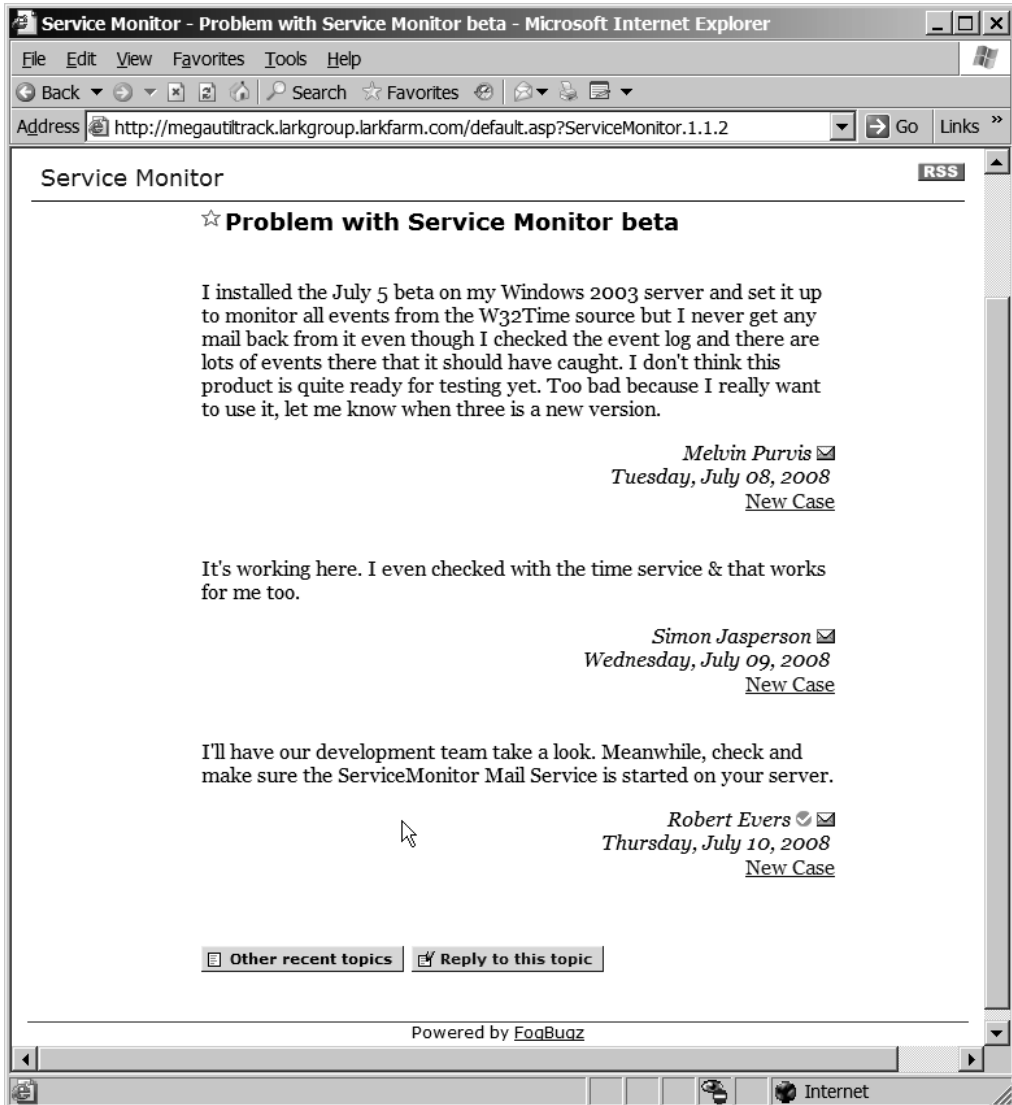 Service Monitor - Problem with Service Monitor beta - Microsoft Internet Explorer
File Edit View Favorites Tools Help
Back Search Favorites
Address http://megautiltrack.larkgroup.larkfarm.com/default.asp?ServiceMonitor.1.1.2 Go Links »
Service Monitor RSS
Problem with Service Monitor beta
I installed the July 5 beta on my Windows 2003 server and set it up
to monitor all events from the W32Time source but I never get any
mail back from it even though I checked the event log and there are
lots of events there that it should have caught. I don't think this
product is quite ready for testing yet. Too bad because I really want
to use it, let me know when three is a new version.
Melvin Purvis
Tuesday, July 08, 2008
New Case
It's working here. I even checked with the time service & that works
for me too.
Simon Jasperson
Wednesday, July 09, 2008
New Case
I'll have our development team take a look. Meanwhile, check and
make sure the ServiceMonitor Mail Service is started on your server.
Robert Evers
Thursday, July 10, 2008
New Case
Other recent topics Reply to this topic
Powered by FogBugz
Internet